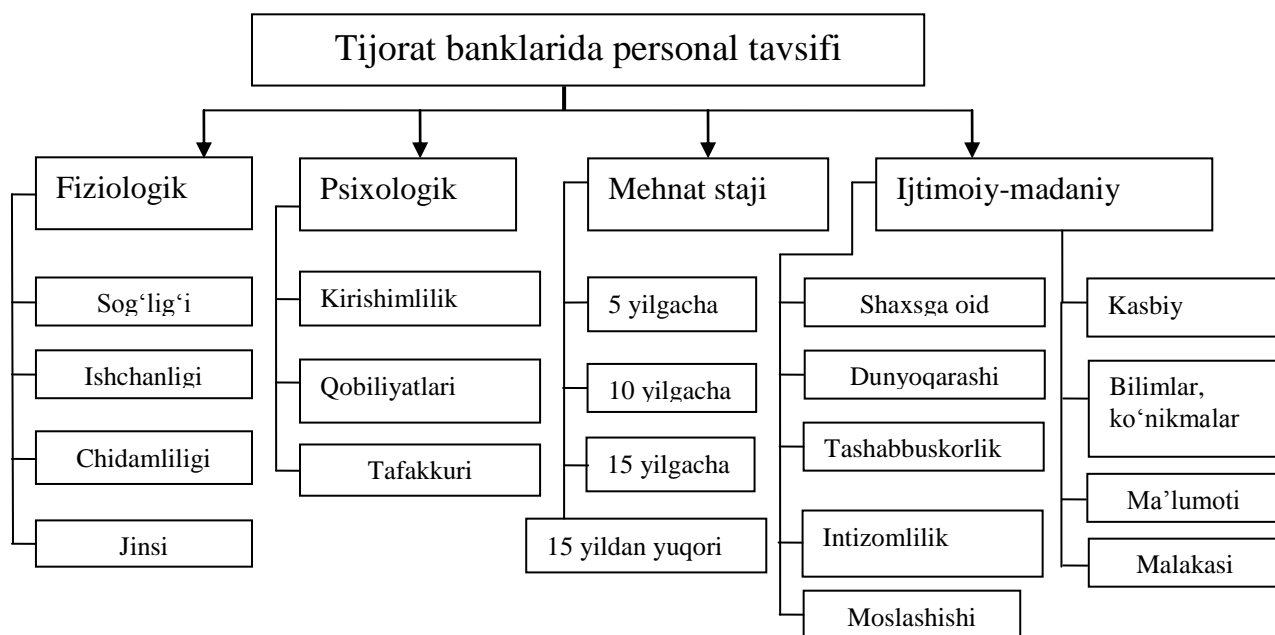 Tijorat banklarida personal tavsifi
Fiziologik
Sog‘lig‘i
Ishchanligi
Chidamliligi
Jinsi
Psixologik
Kirishimlilik
Qobiliyatlari
Tafakkuri
Mehnat staji
5 yilgacha
10 yilgacha
15 yilgacha
15 yildan yuqori
Ijtimoiy-madaniy
Shaxsga oid
Dunyoqarashi
Tashabbuskorlik
Intizomlilik
Moslashishi
Kasbiy
Bilimlar,
ko‘nikmalar
Ma’lumoti
Malakasi